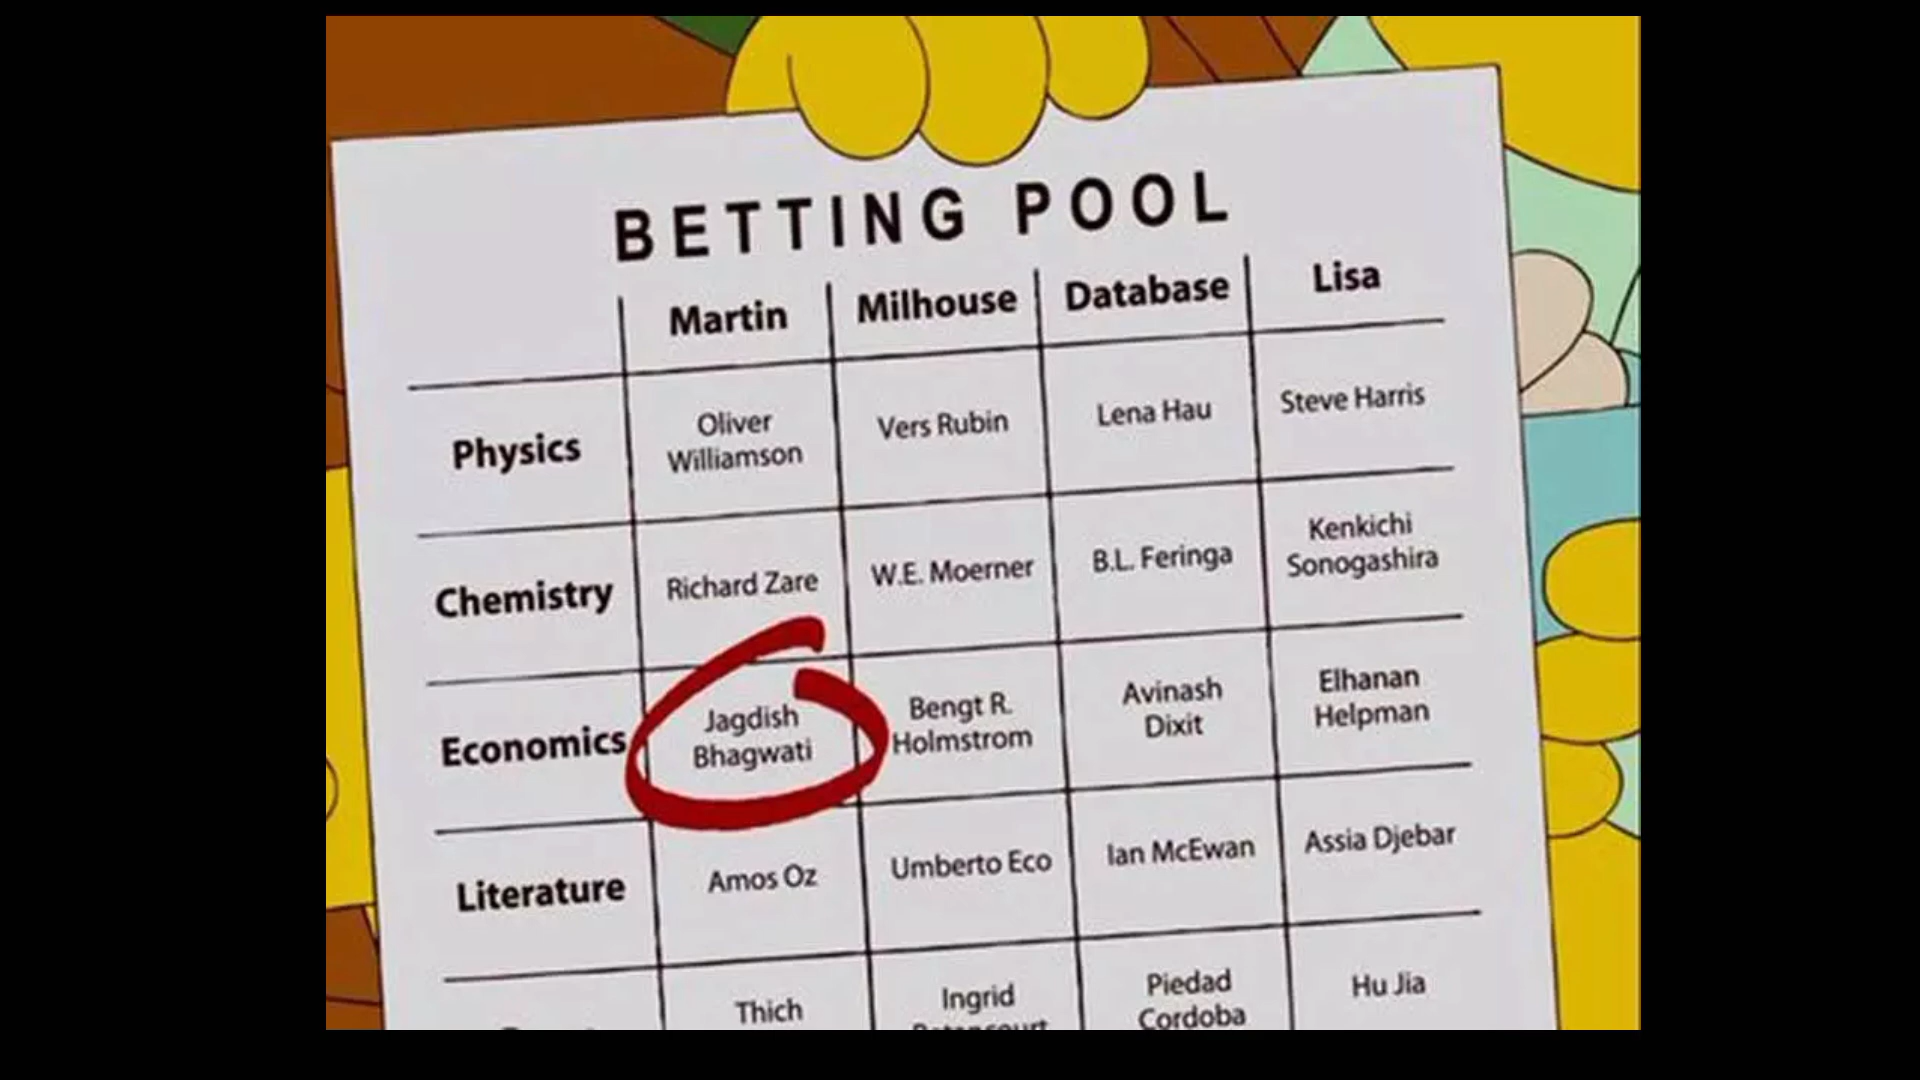 BETTING POOL
Martin Milhouse Database Lisa
Physics
Oliver
Williamson
Vers Rubin
Lena Hau
Steve Harris
Chemistry
Richard Zare
W.E. Moerner
B.L. Feringa
Kenkichi
Sonogashira
Economics
Jagdish
Bhagwati
Bengt R.
Holmstrom
Avinash
Dixit
Elhanan
Helpman
Literature
Amos Oz
Umberto Eco
Ian McEwan
Assia Djebar
Thich
Ingrid
Piedad
Cordoba
Hu Jia